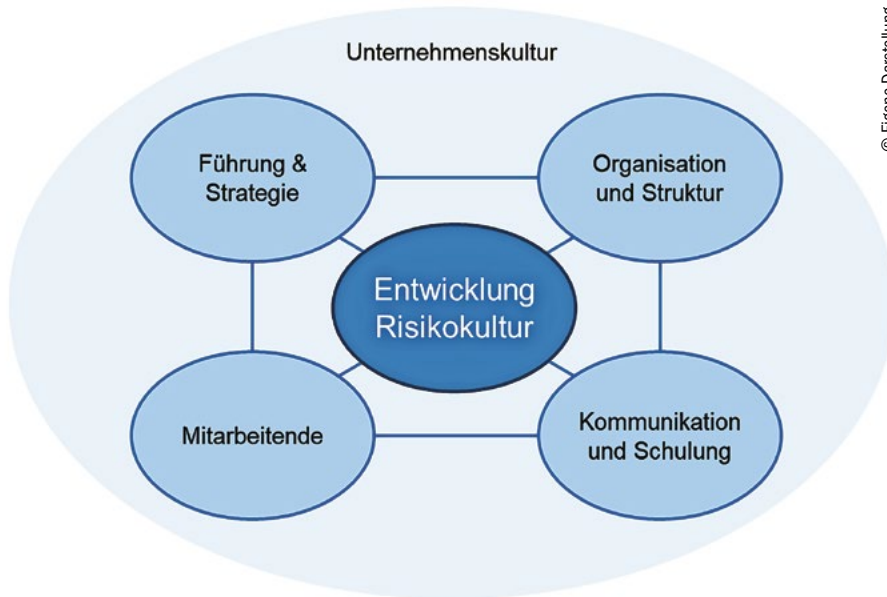 Unternehmenskultur
Führung &
Strategie
Organisation
und Struktur
Entwicklung
Risikokultur
Mitarbeitende
Kommunikation
und Schulung
© Eigene Darstellung